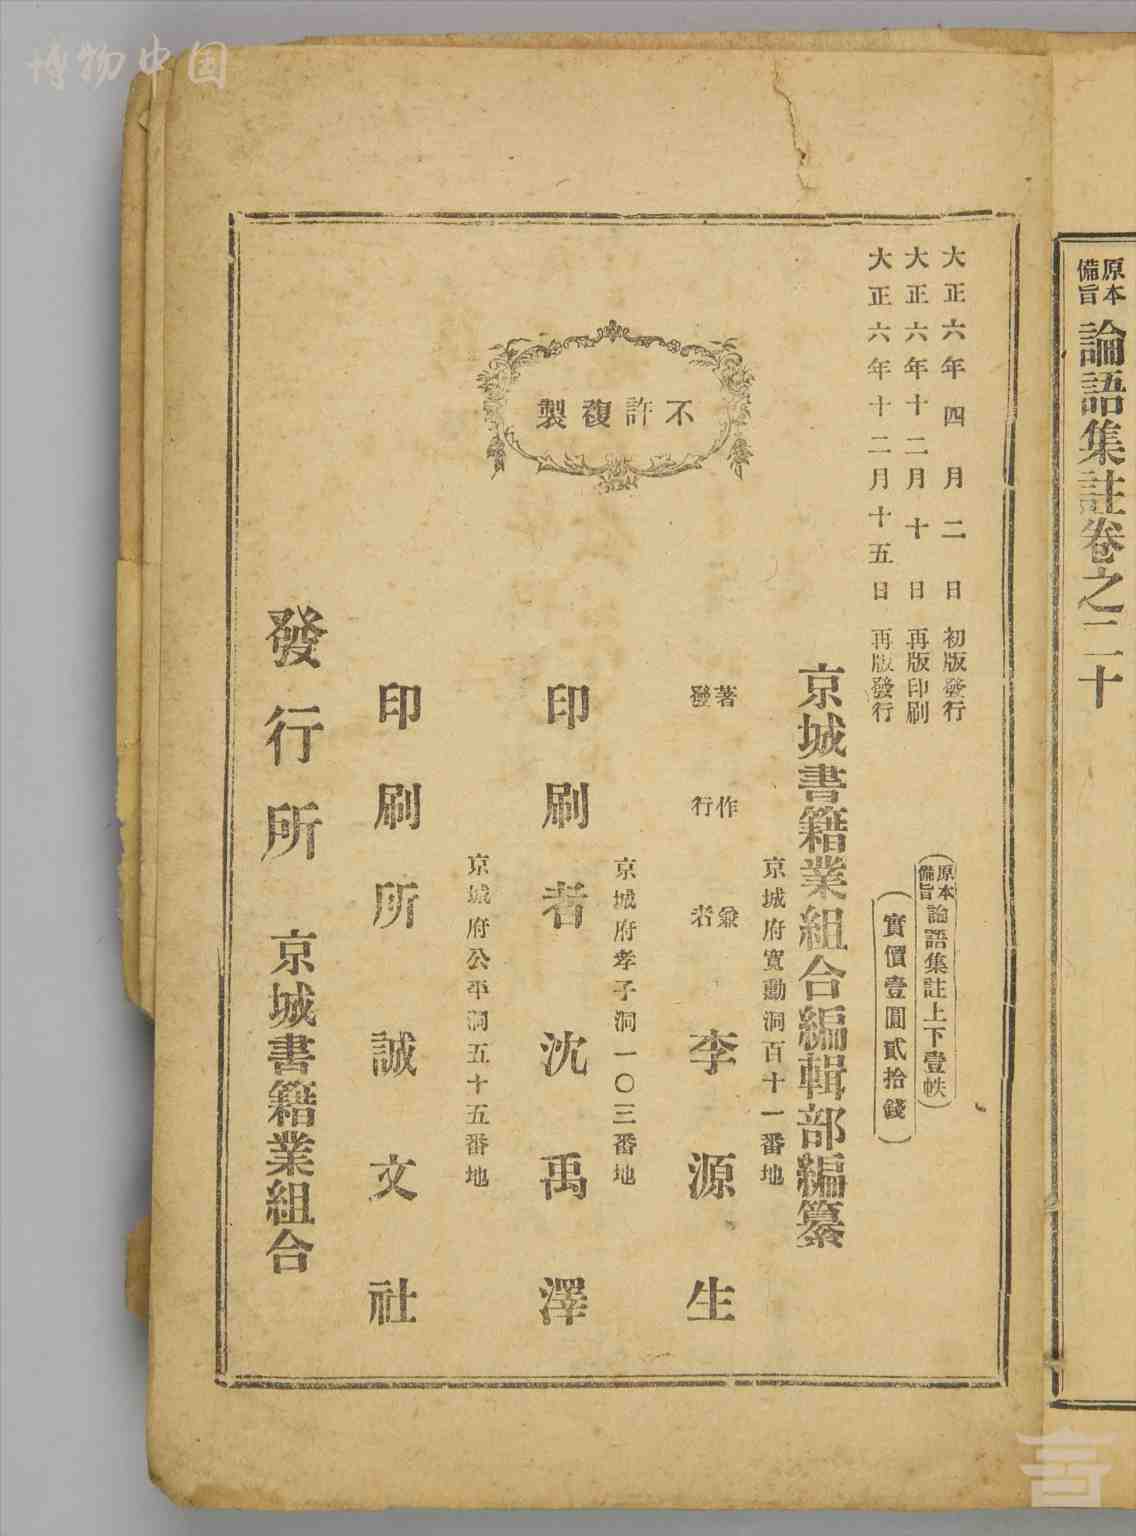 博物中国
原本備旨 論語集註卷之二十
大正六年四月二日 初版發行
大正六年十二月十日 再版印刷
大正六年十二月十五日 再版發行
(原本備旨 論語集註上下壹帙)
(實價壹圓貳拾錢)
不許複製
京城書籍業組合編輯部編纂
京城府寛勳洞百十一番地
著作兼發行者 李源生
京城府孝子洞一〇三番地
印刷者 沈禹澤
京城府公平洞五十五番地
印刷所 誠文社
發行所 京城書籍業組合